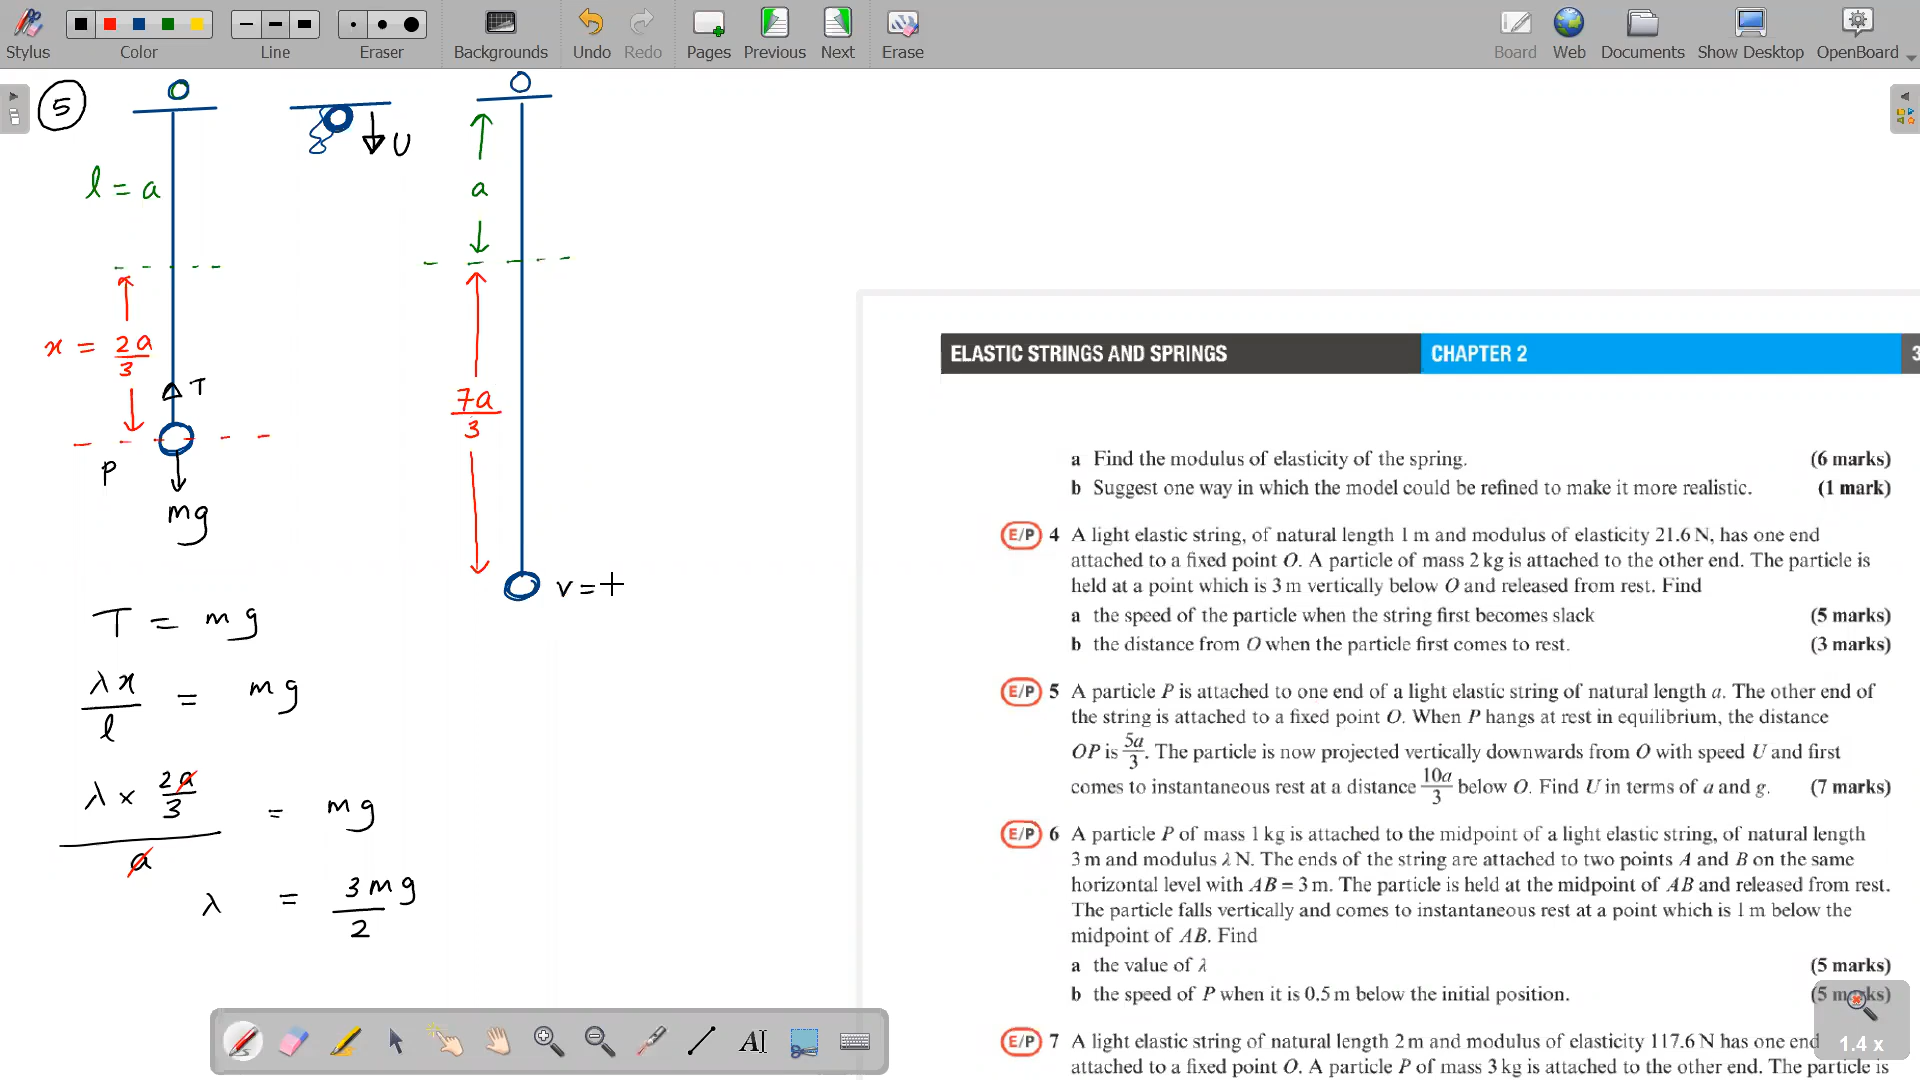 Stylus
Color
Line
Eraser
Backgrounds
Undo
Redo
Pages
Previous
Next
Erase
Board
Web
Documents
Show Desktop
OpenBoard
5
O
U
O
l = a
a
x = 2a/3
T
7a/3
P
mg
v = +
T = mg
λx/l = mg
λ × 2a/3 / a = mg
λ = 3mg/2
ELASTIC STRINGS AND SPRINGS CHAPTER 2 3
a Find the modulus of elasticity of the spring. (6 marks)
b Suggest one way in which the model could be refined to make it more realistic. (1 mark)
E/P 4 A light elastic string, of natural length 1 m and modulus of elasticity 21.6 N, has one end
attached to a fixed point O. A particle of mass 2 kg is attached to the other end. The particle is
held at a point which is 3 m vertically below O and released from rest. Find
a the speed of the particle when the string first becomes slack (5 marks)
b the distance from O when the particle first comes to rest. (3 marks)
E/P 5 A particle P is attached to one end of a light elastic string of natural length a. The other end of
the string is attached to a fixed point O. When P hangs at rest in equilibrium, the distance
OP is 5a/3. The particle is now projected vertically downwards from O with speed U and first
comes to instantaneous rest at a distance 10a/3 below O. Find U in terms of a and g. (7 marks)
E/P 6 A particle P of mass 1 kg is attached to the midpoint of a light elastic string, of natural length
3 m and modulus λ N. The ends of the string are attached to two points A and B on the same
horizontal level with AB = 3 m. The particle is held at the midpoint of AB and released from rest.
The particle falls vertically and comes to instantaneous rest at a point which is 1 m below the
midpoint of AB. Find
a the value of λ (5 marks)
b the speed of P when it is 0.5 m below the initial position. (5 marks)
E/P 7 A light elastic string of natural length 2 m and modulus of elasticity 117.6 N has one end
attached to a fixed point O. A particle P of mass 3 kg is attached to the other end. The particle is
1.4 x